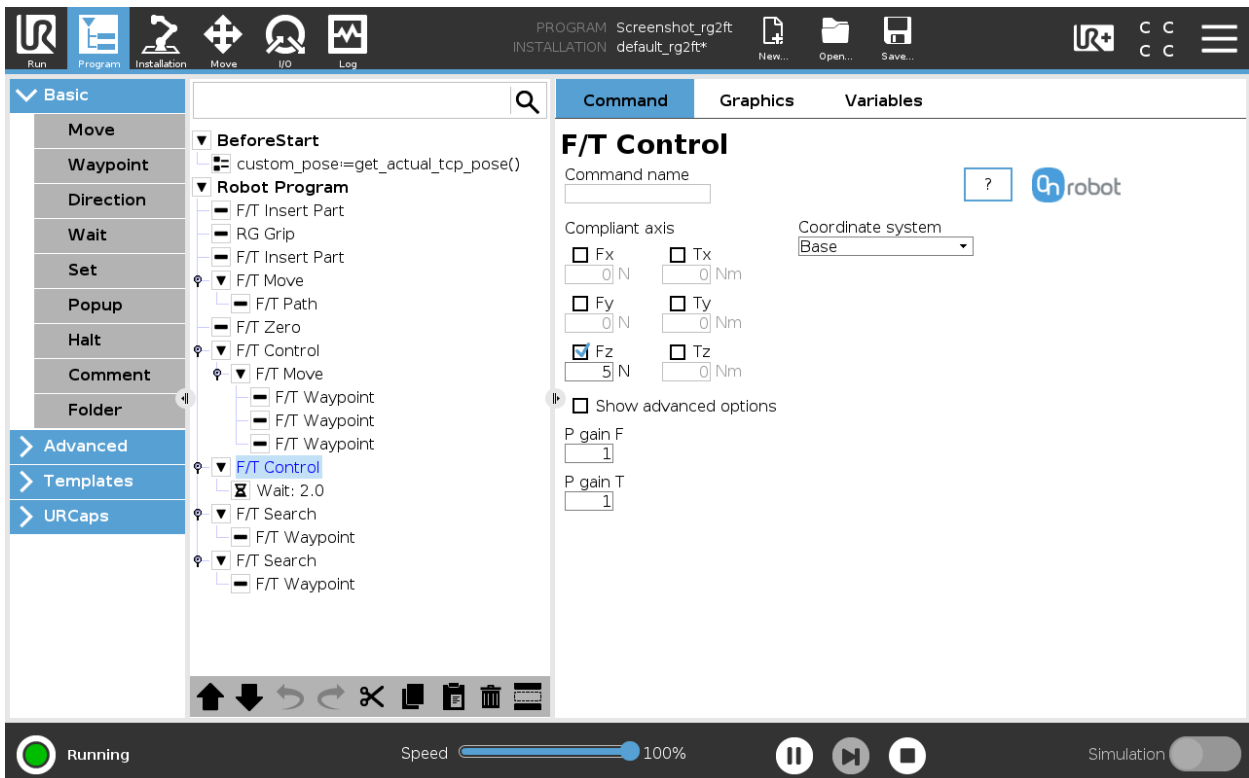 PROGRAM Screenshot_rg2ft
INSTALLATION default_rg2ft*
Run
Program
Installation
Move
I/O
Log
New...
Open...
Save...
UR+
C C
C C
Basic
Move
Waypoint
Direction
Wait
Set
Popup
Halt
Comment
Folder
Advanced
Templates
URCaps
BeforeStart
custom_pose:=get_actual_tcp_pose()
Robot Program
F/T Insert Part
RG Grip
F/T Insert Part
F/T Move
F/T Path
F/T Zero
F/T Control
F/T Move
F/T Waypoint
F/T Waypoint
F/T Waypoint
F/T Control
Wait: 2.0
F/T Search
F/T Waypoint
F/T Search
F/T Waypoint
Command Graphics Variables
F/T Control
Command name
?
On robot
Compliant axis
Coordinate system
Base
Fx Tx
0 N 0 Nm
Fy Ty
0 N 0 Nm
Fz Tz
5 N 0 Nm
Show advanced options
P gain F
1
P gain T
1
Running
Speed 100%
Simulation